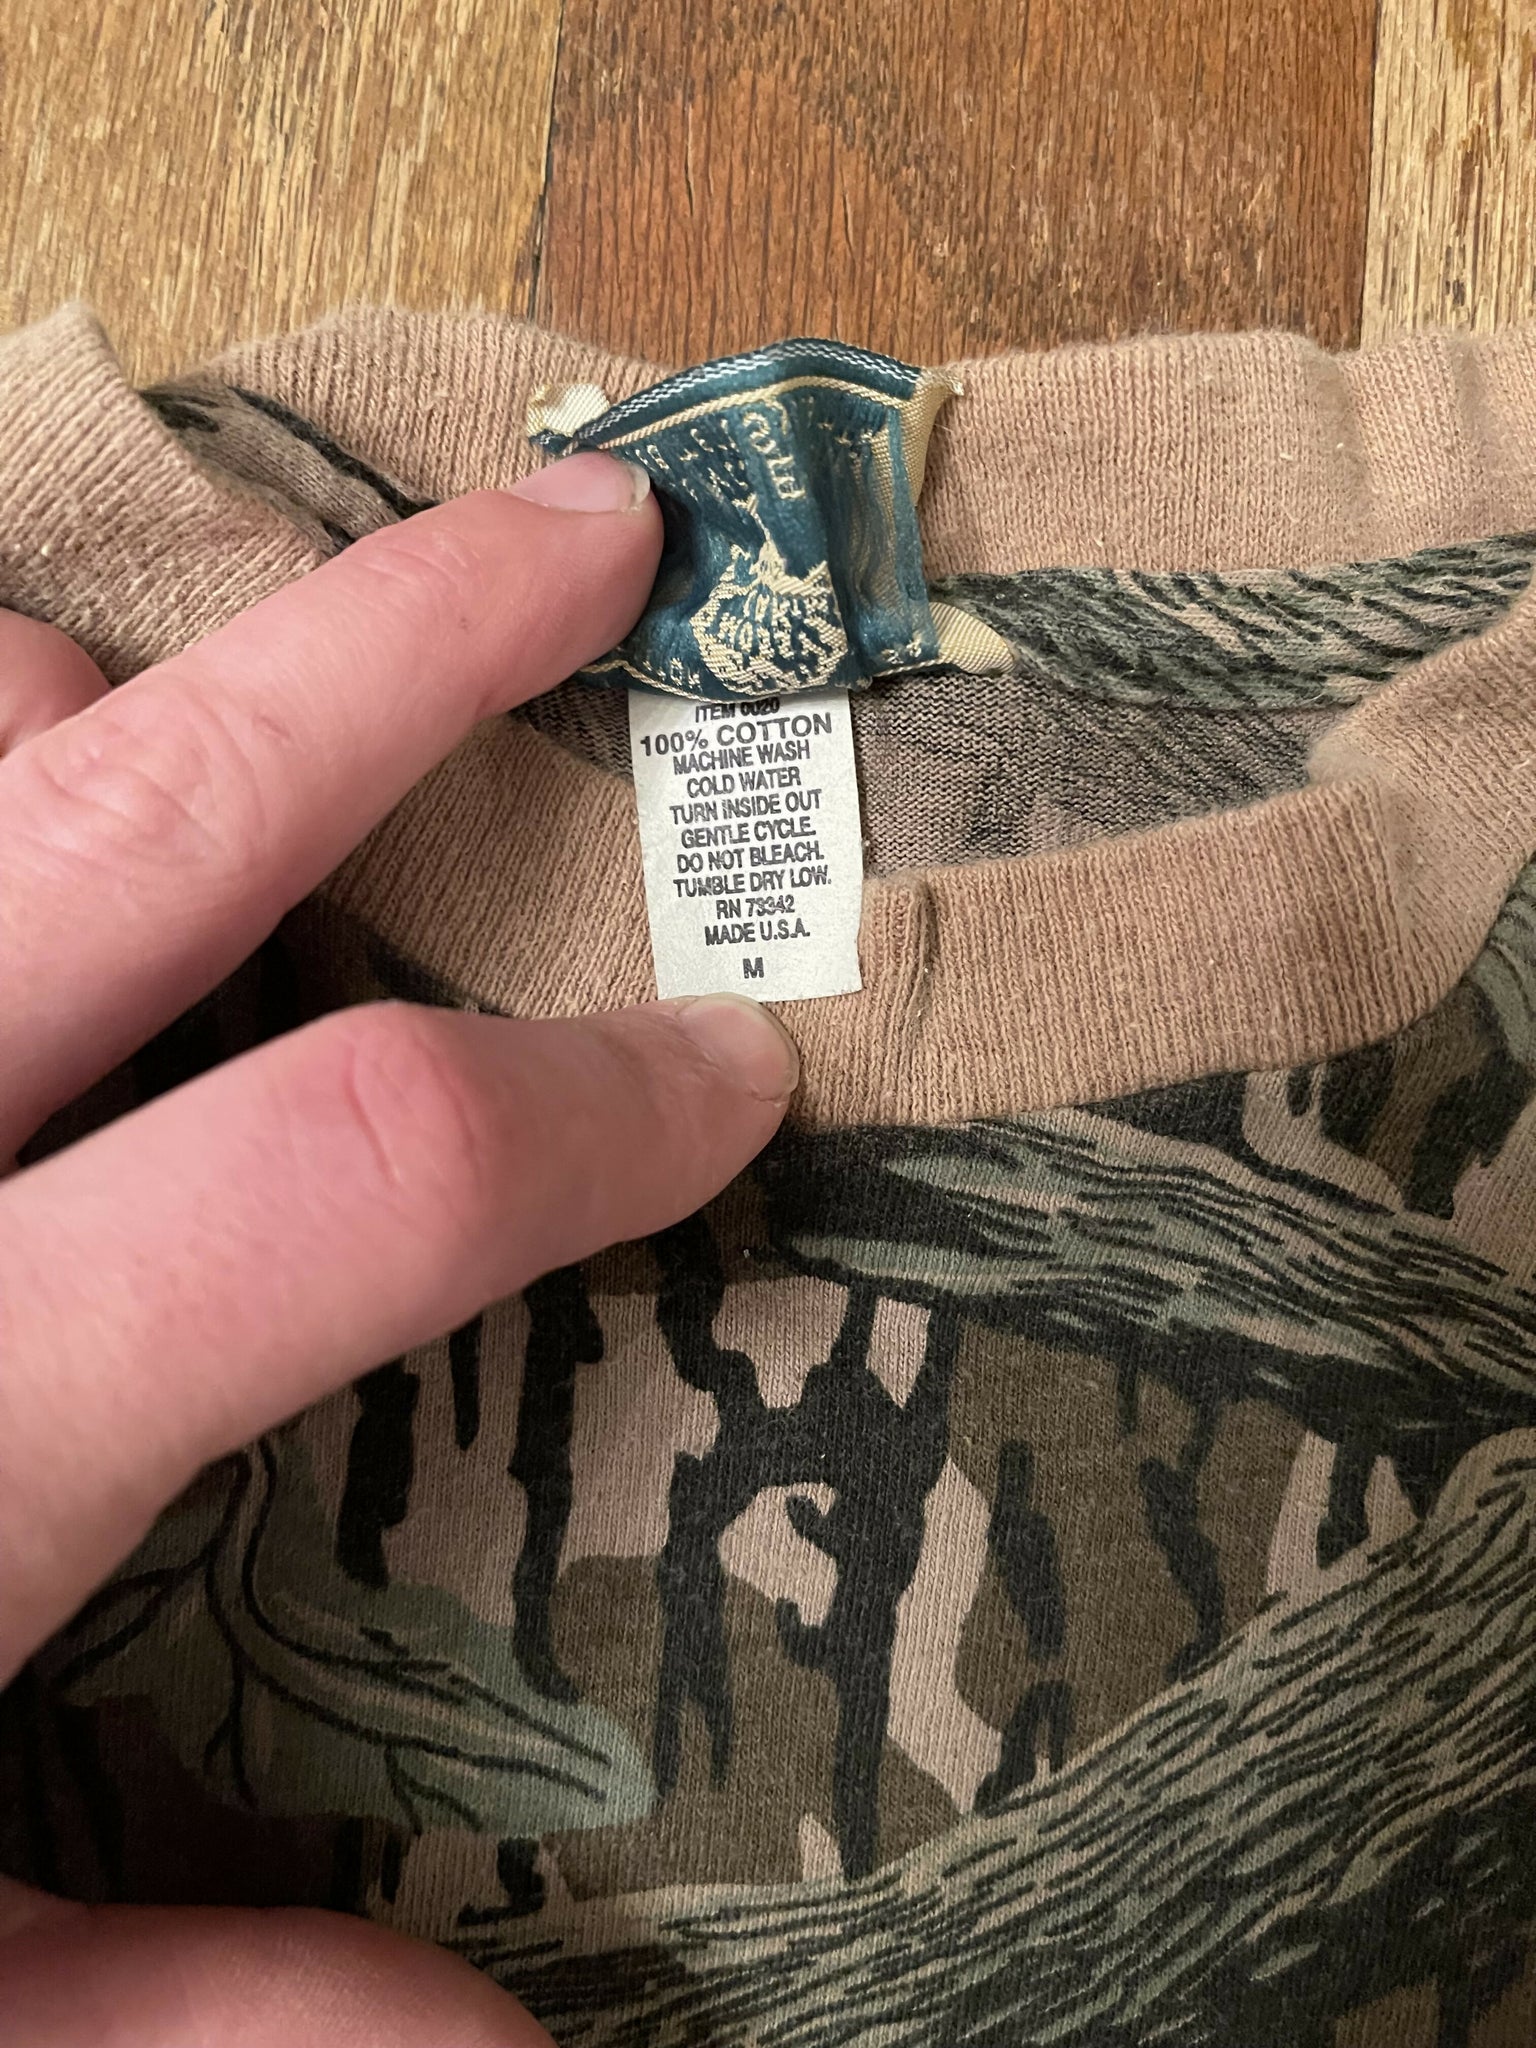 ITEM 0020
100% COTTON
MACHINE WASH
COLD WATER
TURN INSIDE OUT
GENTLE CYCLE.
DO NOT BLEACH.
TUMBLE DRY LOW.
RN 73342
MADE U.S.A.
M